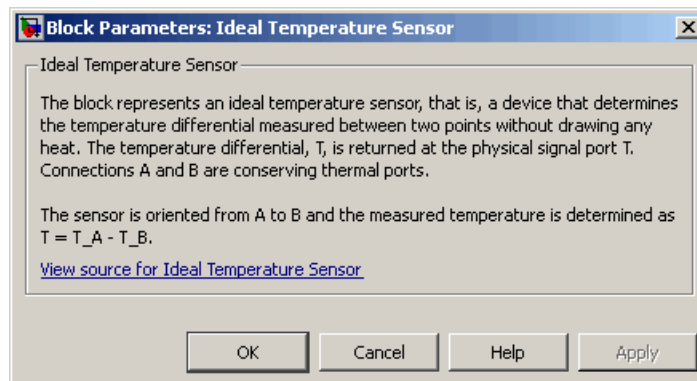 Block Parameters: Ideal Temperature Sensor
Ideal Temperature Sensor
The block represents an ideal temperature sensor, that is, a device that determines
the temperature differential measured between two points without drawing any
heat. The temperature differential, T, is returned at the physical signal port T.
Connections A and B are conserving thermal ports.
The sensor is oriented from A to B and the measured temperature is determined as
T = T_A - T_B.
View source for Ideal Temperature Sensor
OK Cancel Help Apply